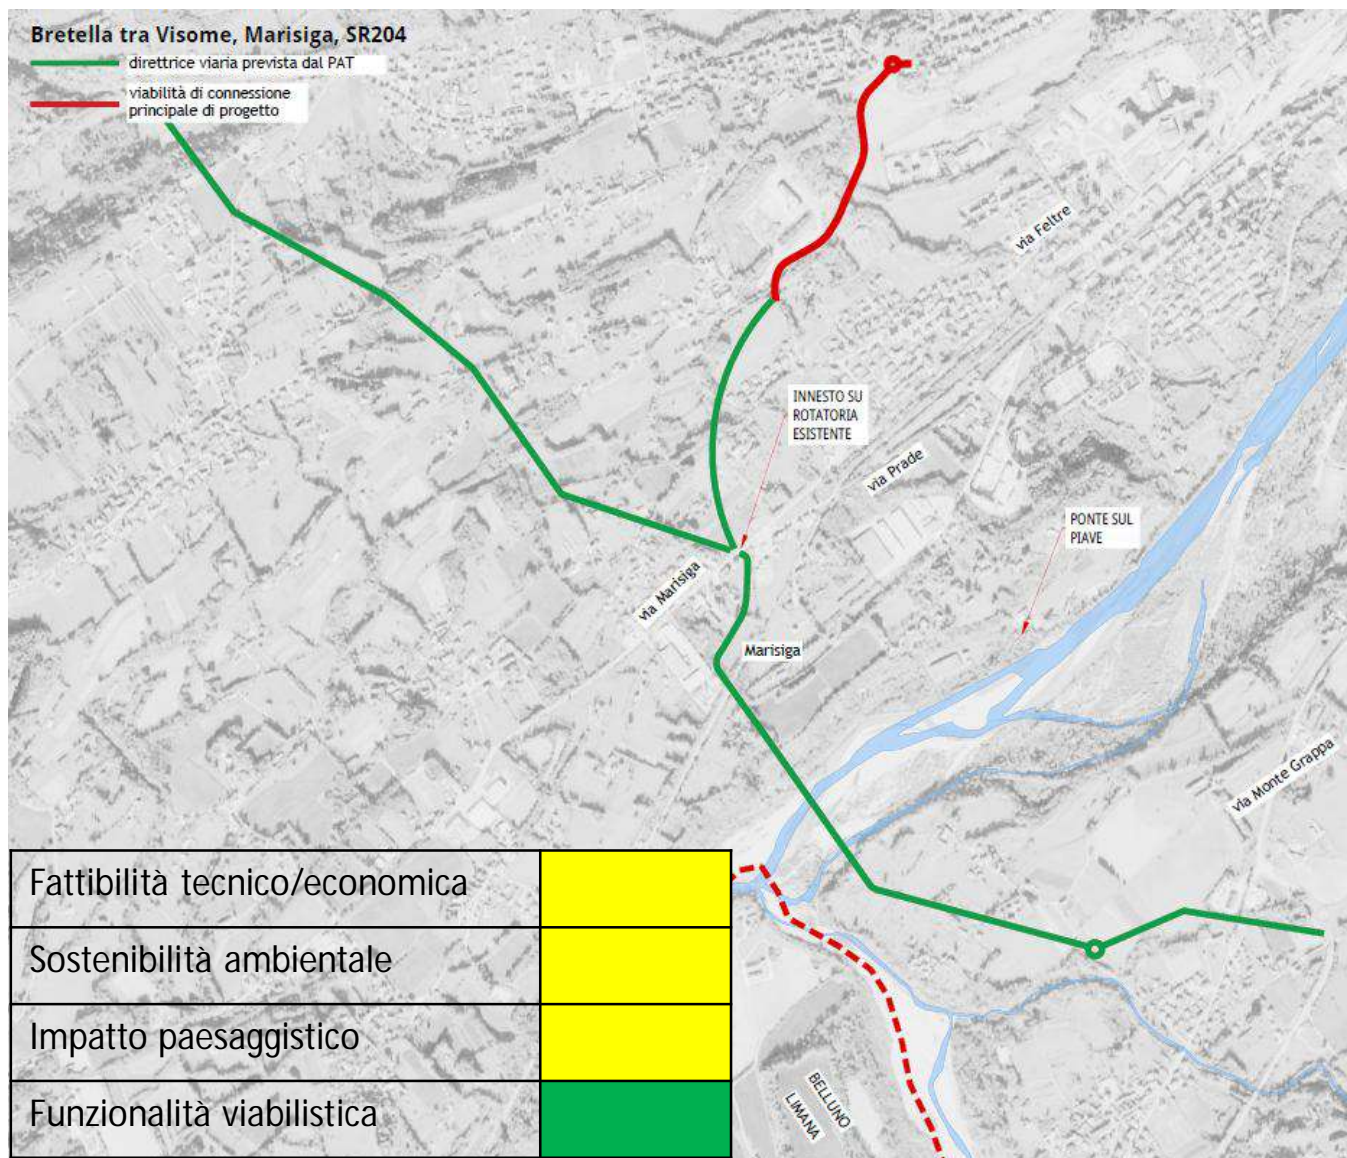 Bretella tra Visome, Marisiga, SR204
direttrice viaria prevista dal PAT
viabilità di connessione
principale di progetto
via Feltre
INNESTO SU
ROTATORIA
ESISTENTE
via Prade
PONTE SUL
PIAVE
via Marisiga
Marisiga
via Monte Grappa
Fattibilità tecnico/economica
Sostenibilità ambientale
Impatto paesaggistico
Funzionalità viabilistica
BELLUNO
LIMANA